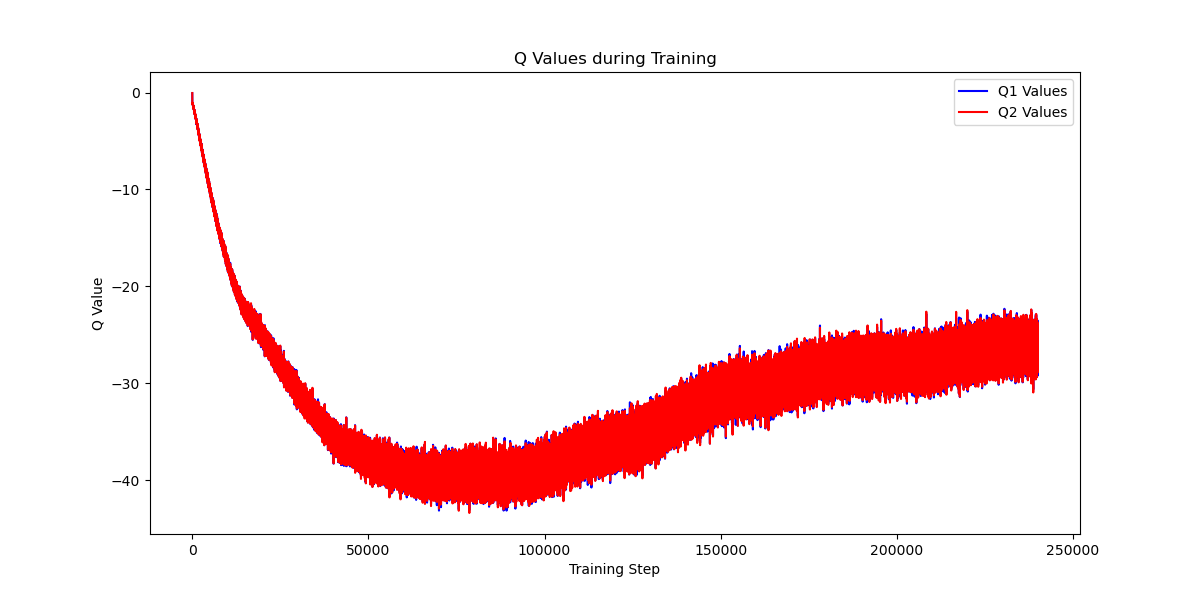 Q Values during Training
Q1 Values
Q2 Values
Q Value
0
−10
−20
−30
−40
0
50000
100000
150000
200000
250000
Training Step